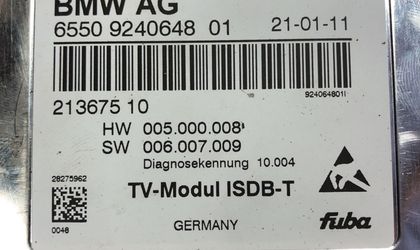 BMW AG
6550 9240648 01 21-01-11
924064801I
213675 10
HW 005.000.008
SW 006.007.009
Diagnosekennung 10.004
28275962
TV-Modul ISDB-T
0048
GERMANY
fuba